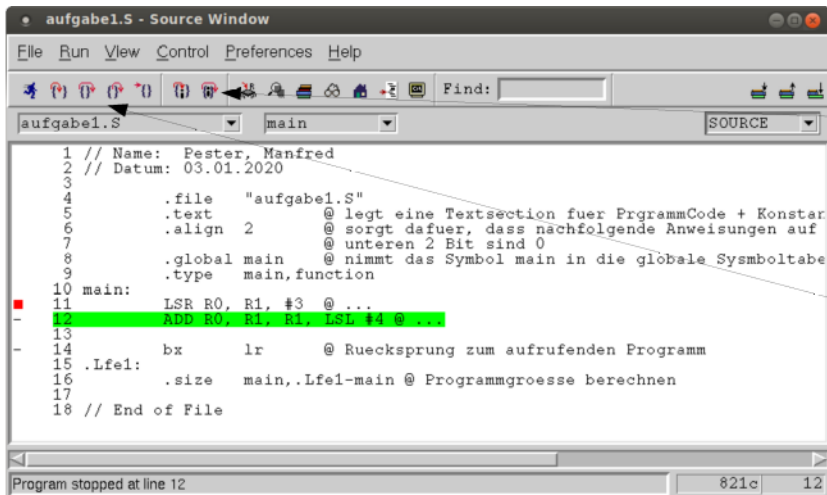 aufgabe1.S - Source Window
File Run View Control Preferences Help
Find:
aufgabe1.S main SOURCE
1 // Name: Pester, Manfred
2 // Datum: 03.01.2020
3
4 .file "aufgabe1.S"
5 .text @ legt eine Textsection fuer PrgrammCode + Konstan
6 .align 2 @ sorgt dafuer, dass nachfolgende Anweisungen auf
7 @ unteren 2 Bit sind 0
8 .global main @ nimmt das Symbol main in die globale Sysmboltabe
9 .type main,function
10 main:
11 LSR R0, R1, #3 @ ...
12 ADD R0, R1, R1, LSL #4 @ ...
13
14 bx lr @ Ruecksprung zum aufrufenden Programm
15 .Lfe1:
16 .size main,.Lfe1-main @ Programmgroesse berechnen
17
18 // End of File
Program stopped at line 12 821c 12